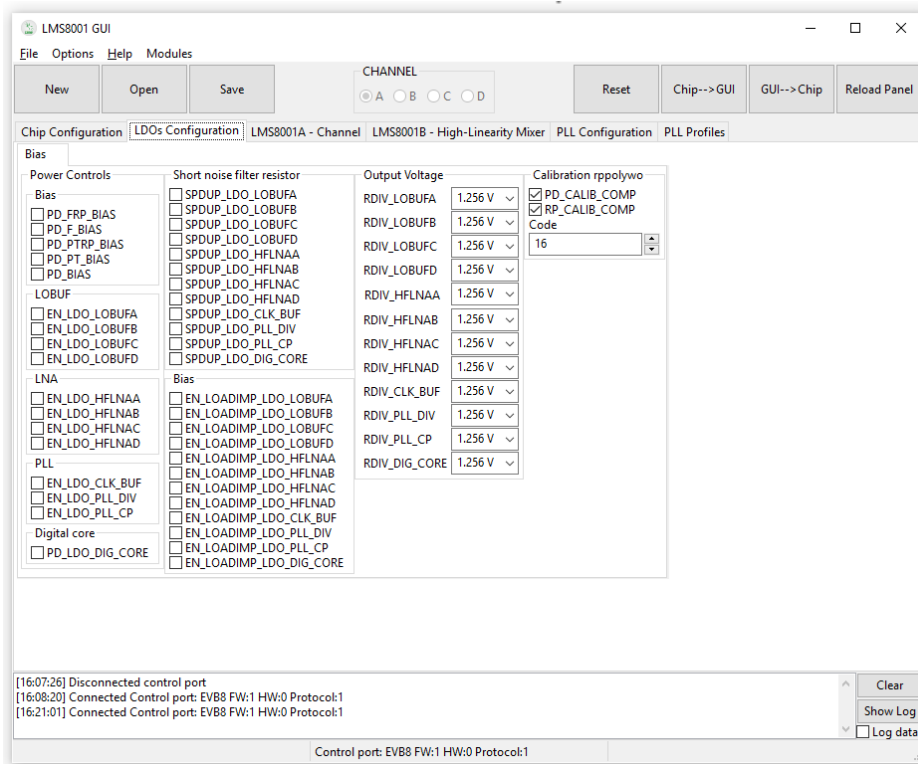 LMS8001 GUI
File Options Help Modules
New Open Save
CHANNEL
A B C D
Reset Chip-->GUI GUI-->Chip Reload Panel
Chip Configuration LDOs Configuration LMS8001A - Channel LMS8001B - High-Linearity Mixer PLL Configuration PLL Profiles
Bias
Power Controls
Bias
PD_FRP_BIAS
PD_F_BIAS
PD_PTRP_BIAS
PD_PT_BIAS
PD_BIAS
LOBUF
EN_LDO_LOBUFA
EN_LDO_LOBUFB
EN_LDO_LOBUFC
EN_LDO_LOBUFD
LNA
EN_LDO_HFLNAA
EN_LDO_HFLNAB
EN_LDO_HFLNAC
EN_LDO_HFLNAD
PLL
EN_LDO_CLK_BUF
EN_LDO_PLL_DIV
EN_LDO_PLL_CP
Digital core
PD_LDO_DIG_CORE
Short noise filter resistor
SPDUP_LDO_LOBUFA
SPDUP_LDO_LOBUFB
SPDUP_LDO_LOBUFC
SPDUP_LDO_LOBUFD
SPDUP_LDO_HFLNAA
SPDUP_LDO_HFLNAB
SPDUP_LDO_HFLNAC
SPDUP_LDO_HFLNAD
SPDUP_LDO_CLK_BUF
SPDUP_LDO_PLL_DIV
SPDUP_LDO_PLL_CP
SPDUP_LDO_DIG_CORE
Bias
EN_LOADIMP_LDO_LOBUFA
EN_LOADIMP_LDO_LOBUFB
EN_LOADIMP_LDO_LOBUFC
EN_LOADIMP_LDO_LOBUFD
EN_LOADIMP_LDO_HFLNAA
EN_LOADIMP_LDO_HFLNAB
EN_LOADIMP_LDO_HFLNAC
EN_LOADIMP_LDO_HFLNAD
EN_LOADIMP_LDO_CLK_BUF
EN_LOADIMP_LDO_PLL_DIV
EN_LOADIMP_LDO_PLL_CP
EN_LOADIMP_LDO_DIG_CORE
Output Voltage
RDIV_LOBUFA 1.256 V
RDIV_LOBUFB 1.256 V
RDIV_LOBUFC 1.256 V
RDIV_LOBUFD 1.256 V
RDIV_HFLNAA 1.256 V
RDIV_HFLNAB 1.256 V
RDIV_HFLNAC 1.256 V
RDIV_HFLNAD 1.256 V
RDIV_CLK_BUF 1.256 V
RDIV_PLL_DIV 1.256 V
RDIV_PLL_CP 1.256 V
RDIV_DIG_CORE 1.256 V
Calibration rppolywo
PD_CALIB_COMP
RP_CALIB_COMP
Code
16
[16:07:26] Disconnected control port
[16:08:20] Connected Control port: EVB8 FW:1 HW:0 Protocol:1
[16:21:01] Connected Control port: EVB8 FW:1 HW:0 Protocol:1
Clear
Show Log
Log data
Control port: EVB8 FW:1 HW:0 Protocol:1